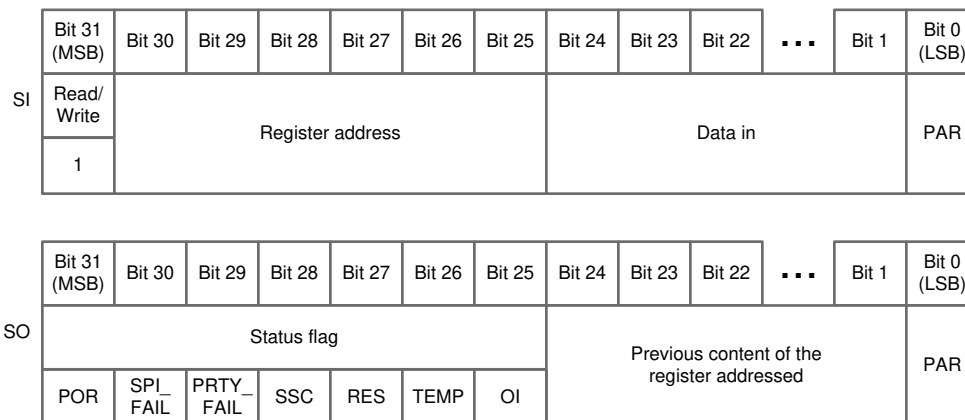 Bit 31 Bit 30 Bit 29 Bit 28 Bit 27 Bit 26 Bit 25 Bit 24 Bit 23 Bit 22 ... Bit 1 Bit 0
(MSB) (LSB)
SI Read/
Write
Register address Data in PAR
1
Bit 31 Bit 30 Bit 29 Bit 28 Bit 27 Bit 26 Bit 25 Bit 24 Bit 23 Bit 22 ... Bit 1 Bit 0
(MSB) (LSB)
SO Status flag
Previous content of the
register addressed
PAR
POR SPI_ PRTY_ SSC RES TEMP OI
FAIL FAIL